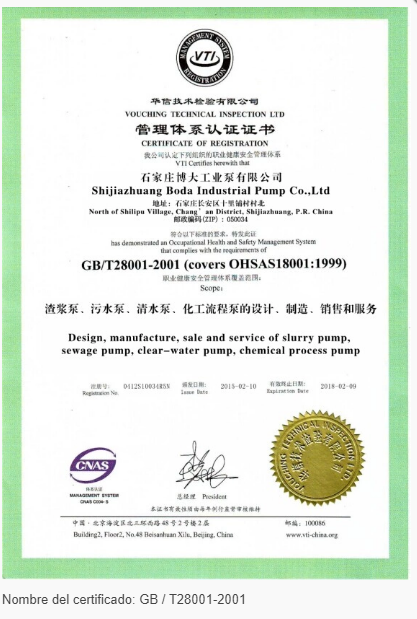 MANAGEMENT SYSTEM
VTI
REGISTRATION
华信技术检验有限公司
VOUCHING TECHNICAL INSPECTION LTD
管理体系认证证书
CERTIFICATE OF REGISTRATION
我公司认定下列组织的职业健康安全管理体系
VTI Certifies herewith that
石家庄博大工业泵有限公司
Shijiazhuang Boda Industrial Pump Co.,Ltd
地址: 石家庄长安区十里铺村村北
North of Shilipu Village, Chang'an District, Shijiazhuang, P.R. China
邮政编码(ZIP) : 050034
符合以下标准的要求, 特发此证
has demonstrated an Occupational Health and Safety Management System
that complies with the requirements of
GB/T28001-2001 (covers OHSAS18001:1999)
职业健康安全管理体系覆盖范围:
Scope:
渣浆泵、污水泵、清水泵、化工流程泵的设计、制造、销售和服务
Design, manufacture, sale and service of slurry pump,
sewage pump, clear-water pump, chemical process pump
注册号: 颁发日期: 2015-02-10 有效终止日期: 2018-02-09
Registration No. Issue Date Expiration Date
CNAS
MANAGEMENT SYSTEM
总经理 President
VOUCHING TECHNICAL INSPECTION LTD.
本证书有效性须由每年例行监督审核维持
中国·北京海淀区北三环西路48号2号楼2层 邮编: 100086
Building2, Floor2, No.48 Beisanhuan Xilu, Beijing, China www.vti-china.org
Nombre del certificado: GB / T28001-2001